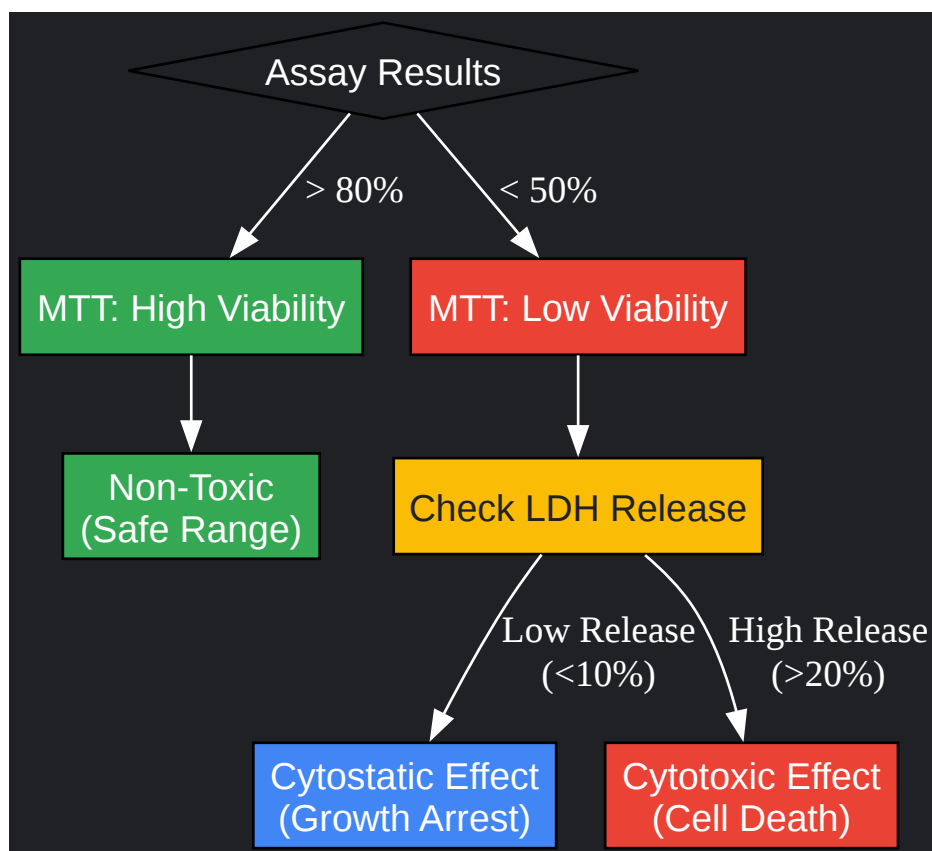 Assay Results
> 80%
< 50%
MTT: High Viability
MTT: Low Viability
Non-Toxic
(Safe Range)
Check LDH Release
Low Release
(<10%)
High Release
(>20%)
Cytostatic Effect
(Growth Arrest)
Cytotoxic Effect
(Cell Death)